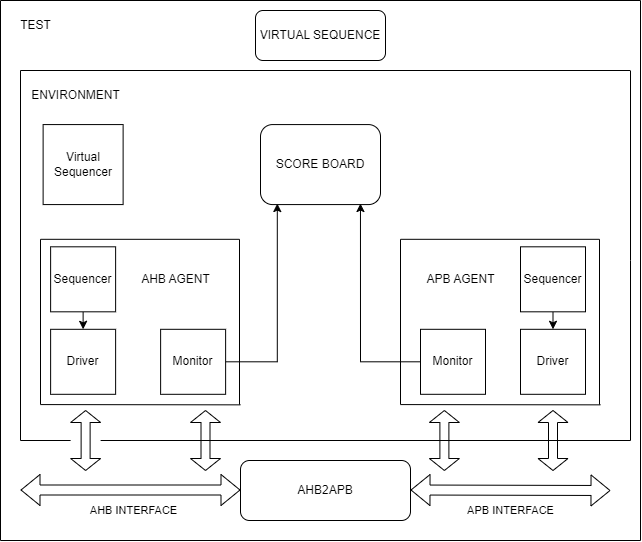 TEST
VIRTUAL SEQUENCE
ENVIRONMENT
Virtual
Sequencer
SCORE BOARD
Sequencer
AHB AGENT
Driver
Monitor
APB AGENT
Sequencer
Monitor
Driver
AHB2APB
AHB INTERFACE
APB INTERFACE